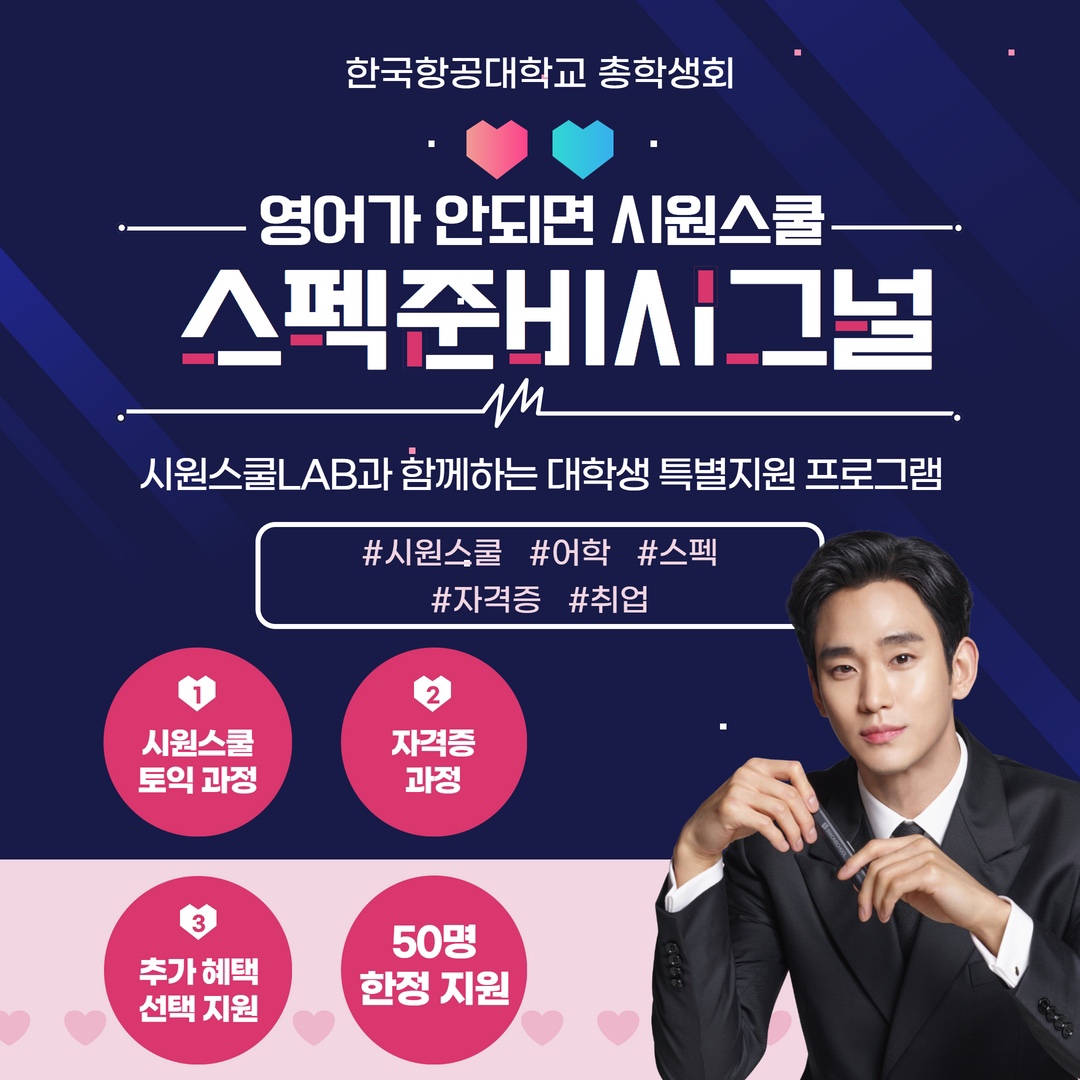 한국항공대학교 총학생회
영어가 안되면 시원스쿨
스펙준비시그널
시원스쿨LAB과 함께하는 대학생 특별지원 프로그램
#시원스쿨 #어학 #스펙
#자격증 #취업
1
시원스쿨
토익 과정
2
자격증
과정
3
추가 혜택
선택 지원
50명
한정 지원